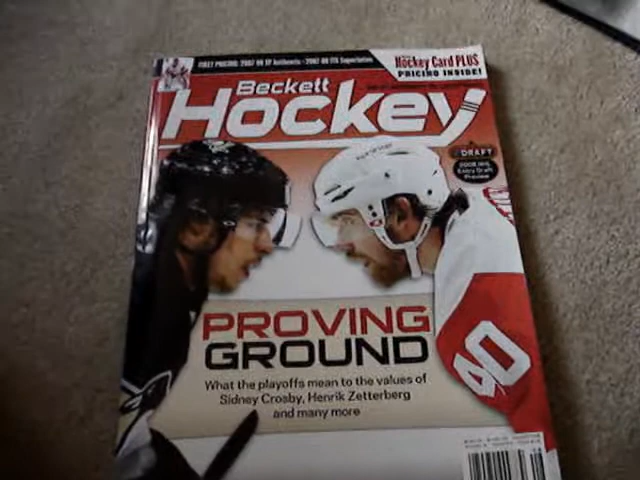 FIRST PRICING: 2007-08 SP Authentic • 2007-08 ITG Superlative
Hockey Card PLUS
PRICING INSIDE!
Beckett
Hockey
DRAFT
2008 NHL
Entry Draft
Preview
PROVING
GROUND
What the playoffs mean to the values of
Sidney Crosby, Henrik Zetterberg
and many more
40